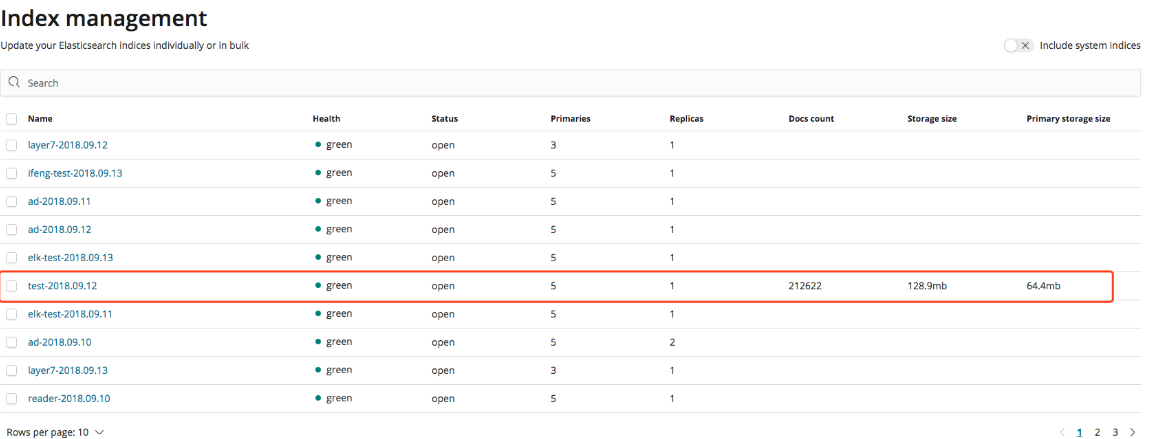 Index management
Update your Elasticsearch indices individually or in bulk
Include system indices
Search
Name Health Status Primaries Replicas Docs count Storage size Primary storage size
layer7-2018.09.12 green open 3 1
ifeng-test-2018.09.13 green open 5 1
ad-2018.09.11 green open 5 1
ad-2018.09.12 green open 5 1
elk-test-2018.09.13 green open 5 1
test-2018.09.12 green open 5 1 212622 128.9mb 64.4mb
elk-test-2018.09.11 green open 5 1
ad-2018.09.10 green open 5 2
layer7-2018.09.13 green open 3 1
reader-2018.09.10 green open 5 1
Rows per page: 10 1 2 3